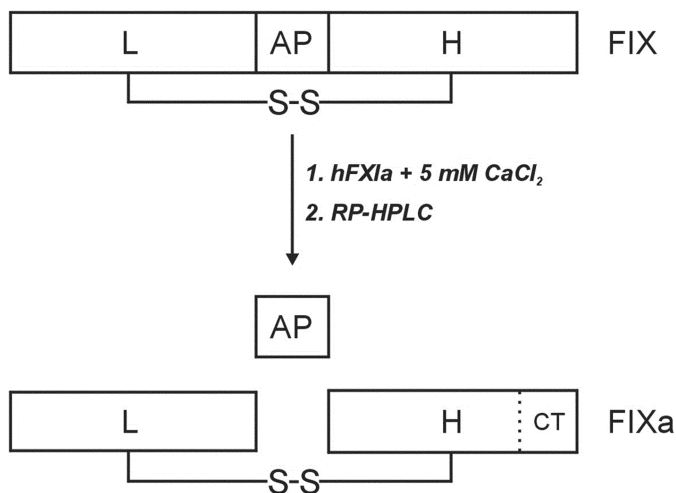 L AP H FIX
S-S
1. hFXIa + 5 mM CaCl₂
2. RP-HPLC
AP
L H CT FIXa
S-S